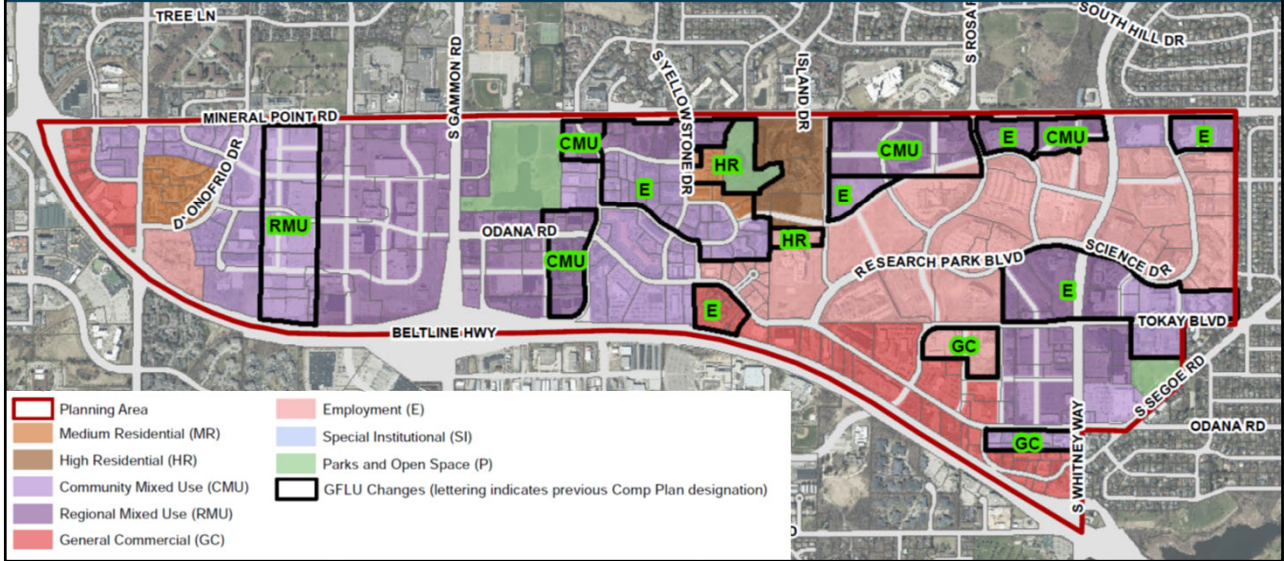 TREE LN
S GAMMON RD
S YELLOWSTONE DR
ISLAND DR
SOUTH HILL DR
MINERAL POINT RD
D' ONOFRIO DR
CMU
HR
CMU
E
CMU
E
E
E
RMU
ODANA RD
CMU
HR
RESEARCH PARK BLVD
SCIENCE DR
E
E
BELTLINE HWY
TOKAY BLVD
GC
S SEGOE RD
GC
ODANA RD
S WHITNEY WAY
Planning Area
Medium Residential (MR)
High Residential (HR)
Community Mixed Use (CMU)
Regional Mixed Use (RMU)
General Commercial (GC)
Employment (E)
Special Institutional (SI)
Parks and Open Space (P)
GFLU Changes (lettering indicates previous Comp Plan designation)